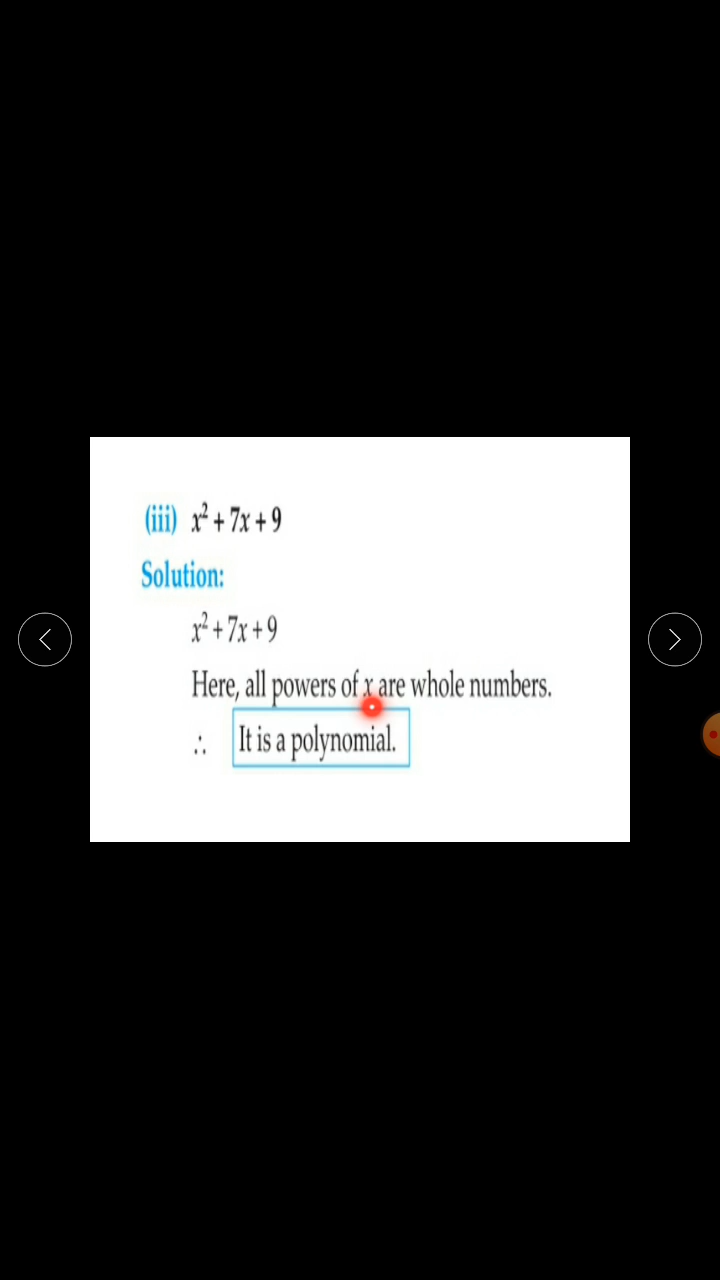 (iii) x² + 7x + 9
Solution:
x² + 7x + 9
Here, all powers of x are whole numbers.
∴ It is a polynomial.